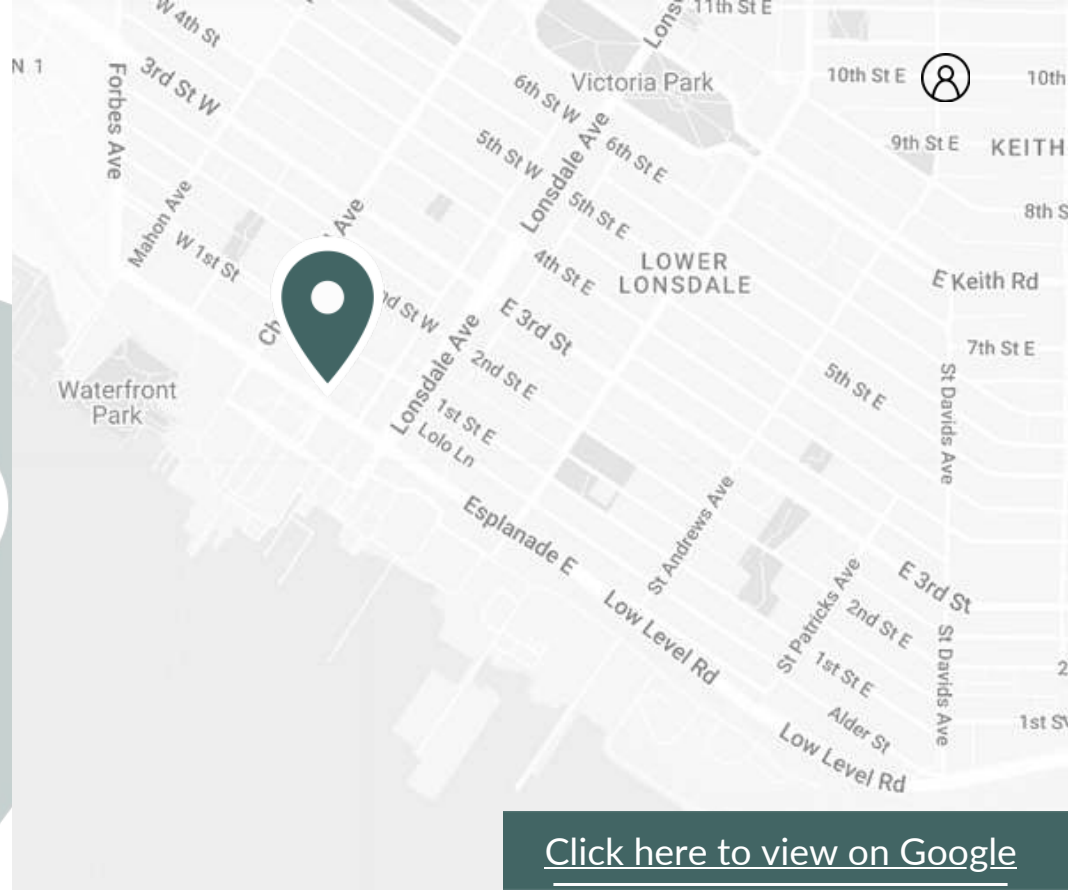 11th St E
Lons
W 4th St
N 1
3rd St W
Forbes Ave
Victoria Park
10th St E
10th
6th St W
5th St W
Lonsdale Ave
6th St E
9th St E
KEITH
Mahon Ave
W 1st St
Ave
5th St E
8th S
4th St E
LOWER
LONSDALE
E Keith Rd
Ch
nd St W
E 3rd St
7th St E
Lonsdale Ave
2nd St E
5th St E
St Davids Ave
Waterfront
Park
1st St E
Lolo Ln
Esplanade E
St Andrews Ave
Low Level Rd
St Patricks Ave
E 3rd St
2nd St E
St Davids Ave
1st St E
2
Alder St
1st S
Low Level Rd
Click here to view on Google